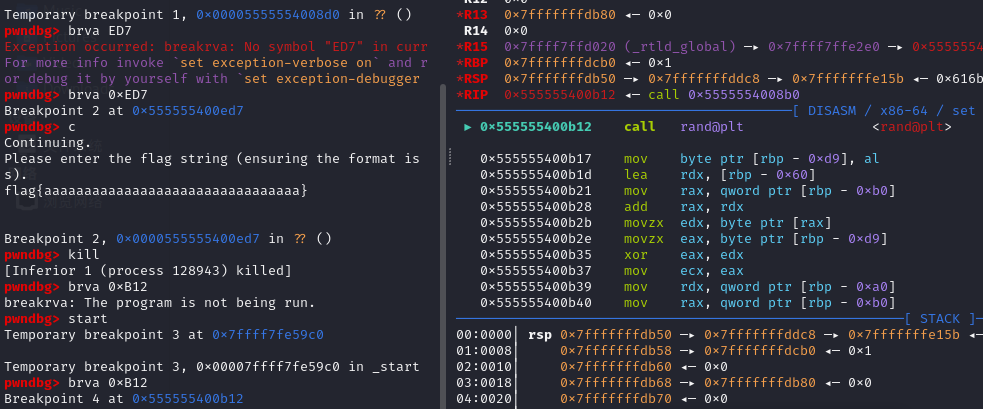 Temporary breakpoint 1, 0x00005555554008d0 in ?? ()
pwndbg> brva ED7
Exception occurred: breakrva: No symbol "ED7" in curr
For more info invoke `set exception-verbose on` and r
or debug it by yourself with `set exception-debugger
pwndbg> brva 0×ED7
Breakpoint 2 at 0×555555400ed7
pwndbg> c
Continuing.
Please enter the flag string (ensuring the format is
s).
flag{aaaaaaaaaaaaaaaaaaaaaaaaaaaaaaaa}
Breakpoint 2, 0×0000555555400ed7 in ?? ()
pwndbg> kill
[Inferior 1 (process 128943) killed]
pwndbg> brva 0×B12
breakrva: The program is not being run.
pwndbg> start
Temporary breakpoint 3 at 0×7ffff7fe59c0
Temporary breakpoint 3, 0×00007ffff7fe59c0 in _start
pwndbg> brva 0×B12
Breakpoint 4 at 0×555555400b12
*R13 0×7fffffffdb80 ◂— 0×0
R14 0×0
*R15 0×7ffff7ffd020 (_rtld_global) —▸ 0×7ffff7ffe2e0 —▸ 0×5555554
*RBP 0×7fffffffdcb0 ◂— 0×1
*RSP 0×7fffffffdb50 —▸ 0×7fffffffddc8 —▸ 0×7fffffffe15b ◂— 0×616b
*RIP 0×555555400b12 ◂— call 0×5555554008b0
[ DISASM / x86-64 / set
► 0×555555400b12 call rand@plt <rand@plt>
0×555555400b17 mov byte ptr [rbp - 0×d9], al
0×555555400b1d lea rdx, [rbp - 0×60]
0×555555400b21 mov rax, qword ptr [rbp - 0×b0]
0×555555400b28 add rax, rdx
0×555555400b2b movzx edx, byte ptr [rax]
0×555555400b2e movzx eax, byte ptr [rbp - 0×d9]
0×555555400b35 xor eax, edx
0×555555400b37 mov ecx, eax
0×555555400b39 mov rdx, qword ptr [rbp - 0×a0]
0×555555400b40 mov rax, qword ptr [rbp - 0×b0]
[ STACK ]
00:0000│ rsp 0×7fffffffdb50 —▸ 0×7fffffffddc8 —▸ 0×7fffffffe15b ◂—
01:0008│ 0×7fffffffdb58 —▸ 0×7fffffffdcb0 ◂— 0×1
02:0010│ 0×7fffffffdb60 ◂— 0×0
03:0018│ 0×7fffffffdb68 —▸ 0×7fffffffdb80 ◂— 0×0
04:0020│ 0×7fffffffdb70 ◂— 0×0